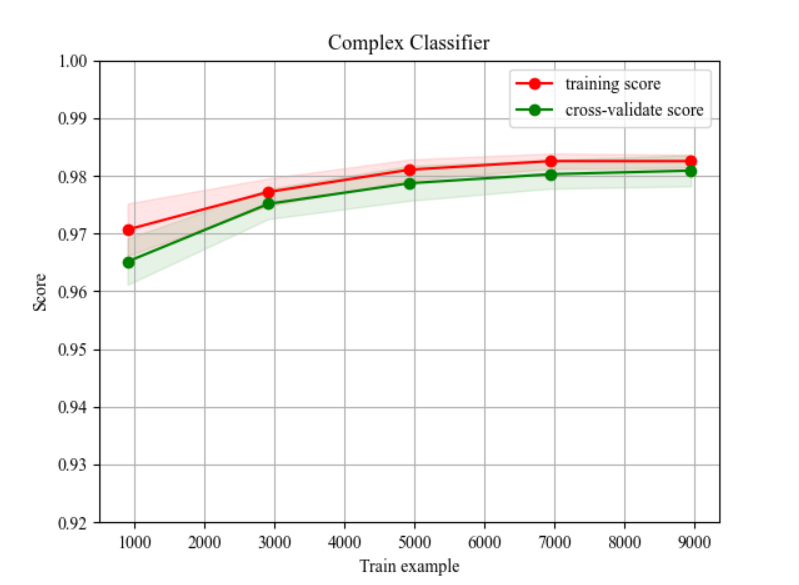 Complex Classifier
1.00
0.99
0.98
0.97
0.96
0.95
0.94
0.93
0.92
Score
training score
cross-validate score
1000 2000 3000 4000 5000 6000 7000 8000 9000
Train example